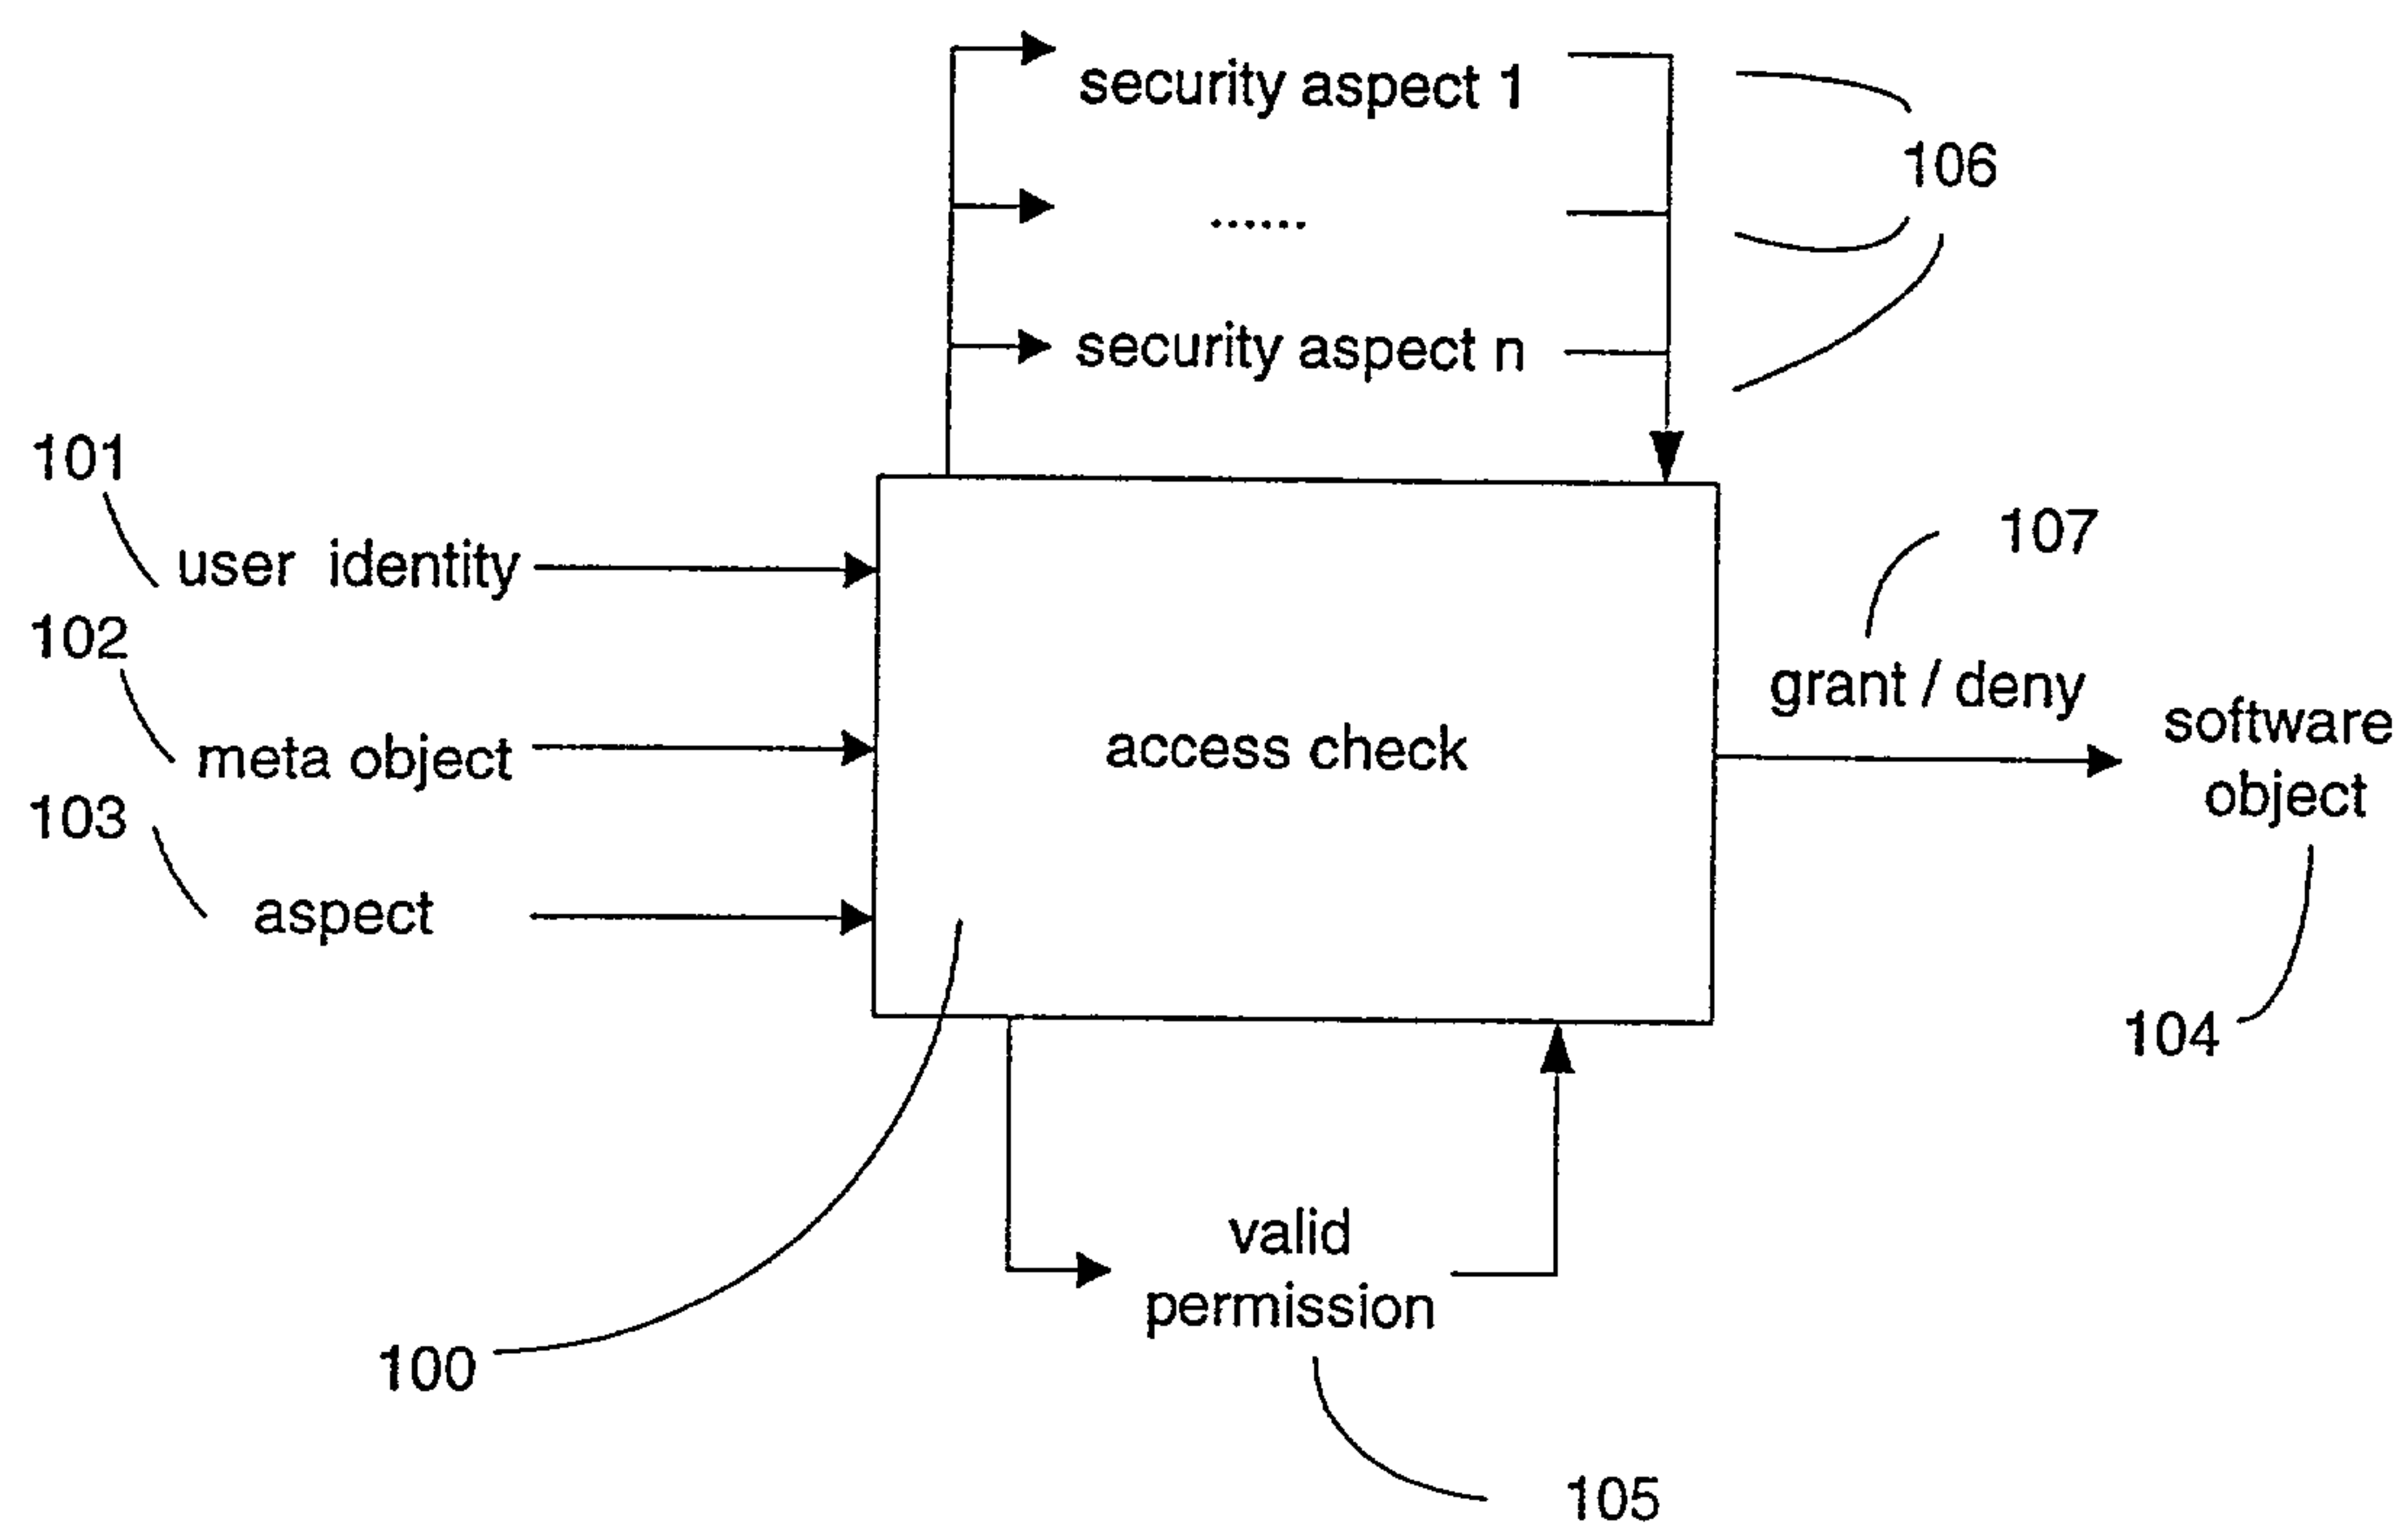 security aspect 1
106
......
security aspect n
101
user identity
107
102
grant / deny
meta object
access check
software
object
103
aspect
104
valid
permission
100
105